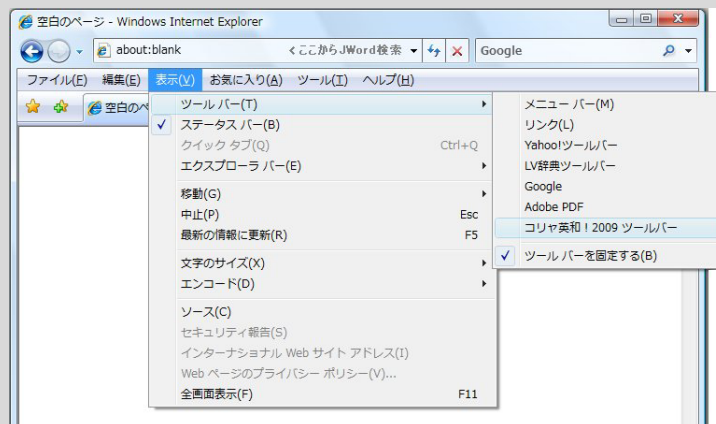 空白のページ - Windows Internet Explorer
about:blank
<ここからJWord検索
Google
ファイル(F) 編集(E) 表示(V) お気に入り(A) ツール(T) ヘルプ(H)
空白のペ
ツール バー(T)
ステータス バー(B)
クイック タブ(Q) Ctrl+Q
エクスプローラ バー(E)
移動(G)
中止(P) Esc
最新の情報に更新(R) F5
文字のサイズ(X)
エンコード(D)
ソース(C)
セキュリティ報告(S)
インターナショナル Web サイト アドレス(I)
Web ページのプライバシー ポリシー(V)...
全画面表示(F) F11
メニュー バー(M)
リンク(L)
Yahoo!ツールバー
LV辞典ツールバー
Google
Adobe PDF
コリャ英和！2009 ツールバー
ツール バーを固定する(B)